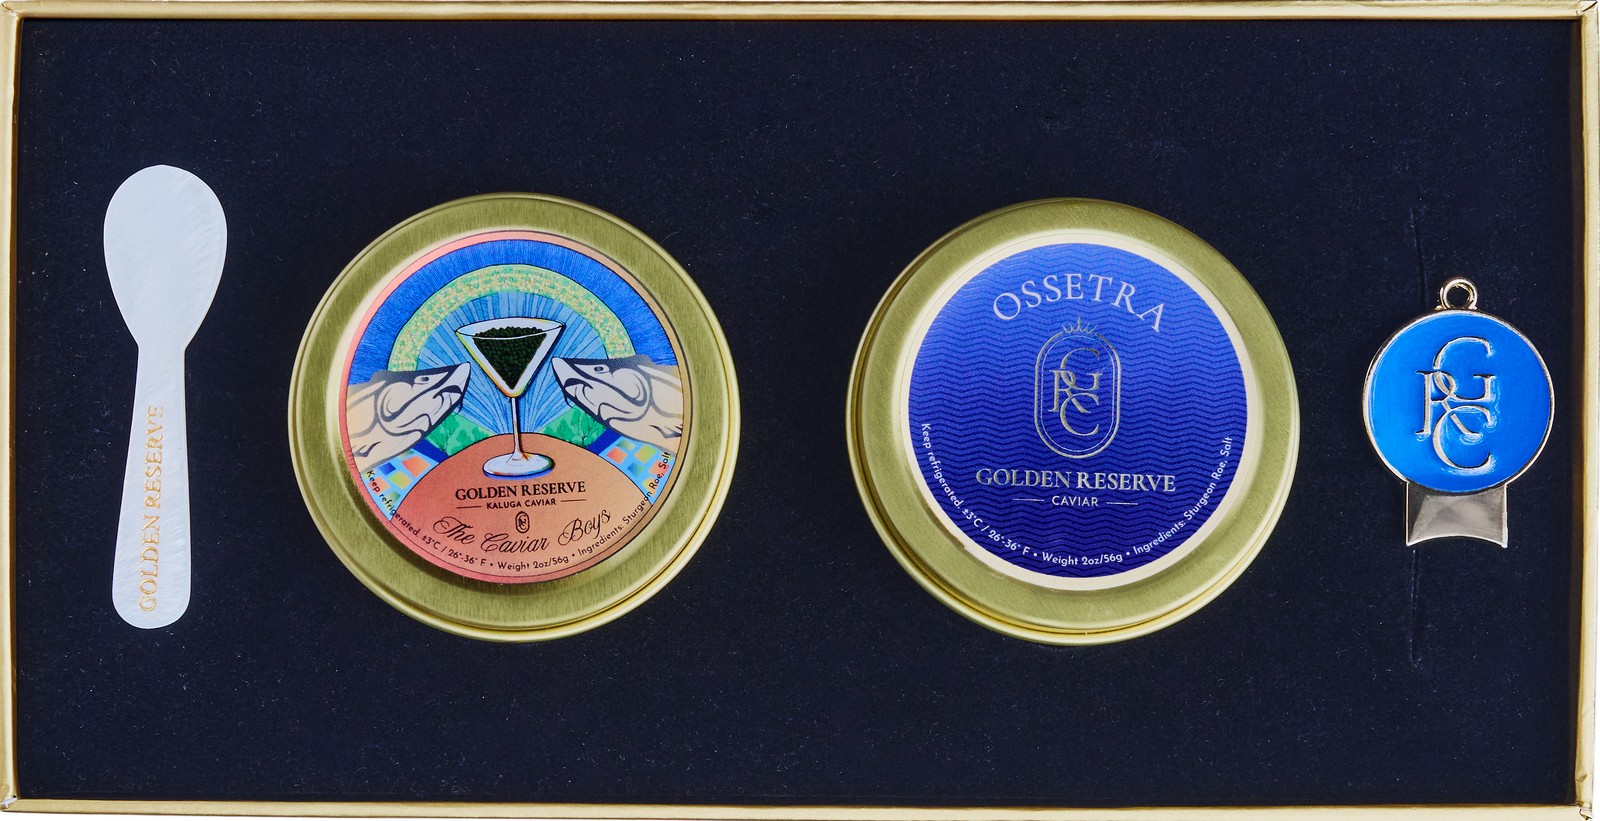 GOLDEN RESERVE
GOLDEN RESERVE
KALUGA CAVIAR
GRC
The Caviar Boys
Keep refrigerated. ±3°C / 26°-36° F • Weight 2oz/56g • Ingredients: Sturgeon Roe, Salt
OSSETRA
GRC
GOLDEN RESERVE
CAVIAR
Keep refrigerated. ±3°C / 26°-36° F • Weight 2oz/56g • Ingredients: Sturgeon Roe, Salt
GRC